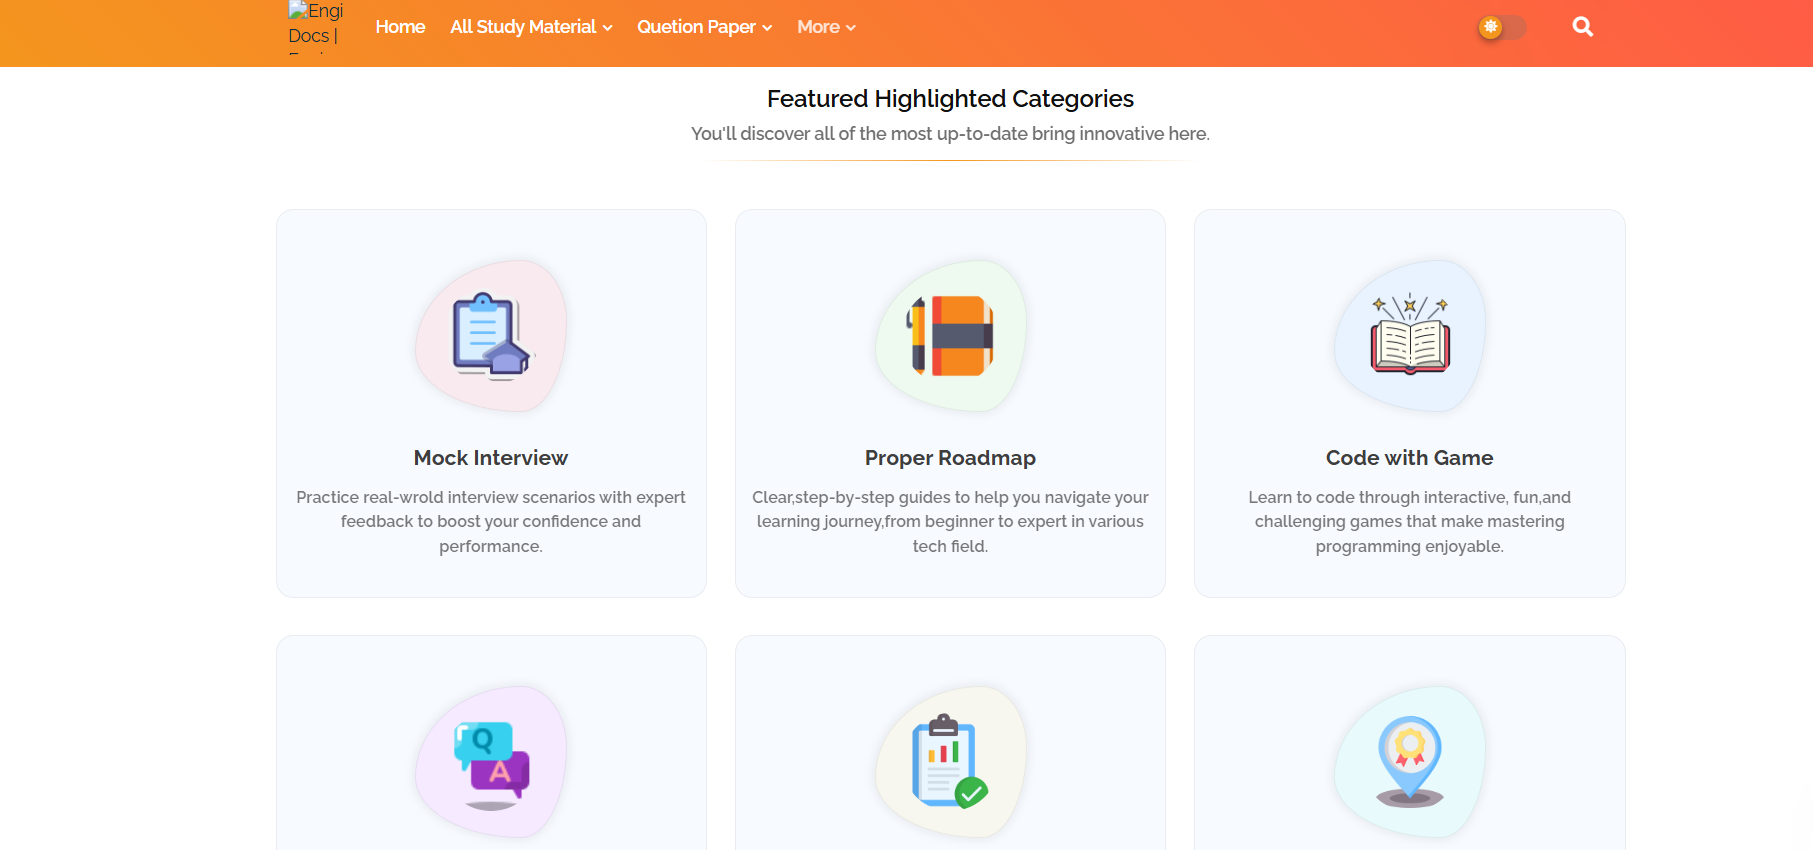 Engi
Docs |
Home
All Study Material
Quetion Paper
More
Featured Highlighted Categories
You'll discover all of the most up-to-date bring innovative here.
Mock Interview
Practice real-wrold interview scenarios with expert
feedback to boost your confidence and
performance.
Proper Roadmap
Clear,step-by-step guides to help you navigate your
learning journey,from beginner to expert in various
tech field.
Code with Game
Learn to code through interactive, fun,and
challenging games that make mastering
programming enjoyable.
Q
A